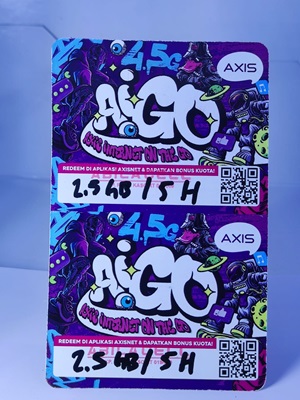 4.5G
AXIS
AIGO
AXIS INTERNET ON THE GO
REDEEM DI APLIKASI AXISNET & DAPATKAN BONUS KUOTA!
2.5 GB / 5 H
4.5G
AXIS
AIGO
AXIS INTERNET ON THE GO
REDEEM DI APLIKASI AXISNET & DAPATKAN BONUS KUOTA!
2.5 GB / 5 H